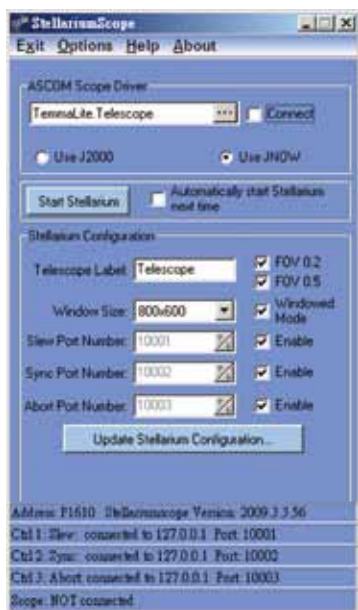 StellariumScope
Exit Options Help About
ASCOM Scope Driver
TemmaLite.Telescope ... Connect
Use J2000 Use JNOW
Start Stellarium Automatically start Stellarium next time
Stellarium Configuration
Telescope Label: Telescope FOV 0.2
FOV 0.5
Window Size: 800x600 Windowed Mode
Slew Port Number: 10001 Enable
Sync Port Number: 10002 Enable
Abort Port Number: 10003 Enable
Update Stellarium Configuration...
Address: P1610 Stellariumscope Version: 2009.3.3.56
Ctrl 1: Slew: connected to 127.0.0.1 Port: 10001
Ctrl 2: Sync: connected to 127.0.0.1 Port: 10002
Ctrl 3: Abort: connected to 127.0.0.1 Port: 10003
Scope: NOT connected